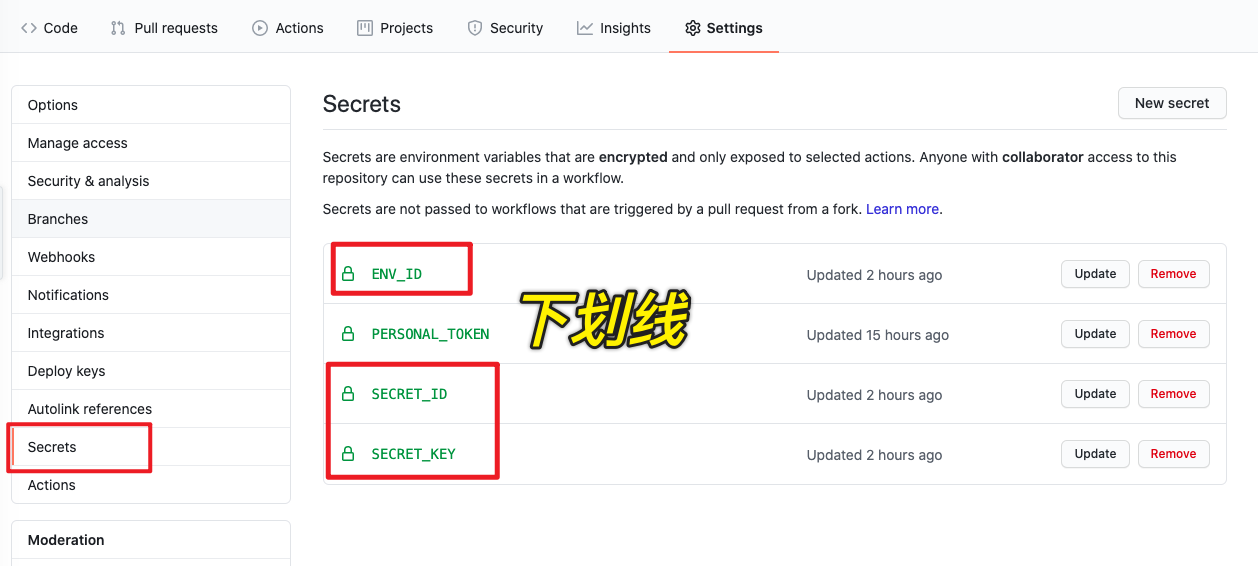 Code Pull requests Actions Projects Security Insights Settings
Options
Manage access
Security & analysis
Branches
Webhooks
Notifications
Integrations
Deploy keys
Autolink references
Secrets
Actions
Moderation
Secrets
New secret
Secrets are environment variables that are encrypted and only exposed to selected actions. Anyone with collaborator access to this
repository can use these secrets in a workflow.
Secrets are not passed to workflows that are triggered by a pull request from a fork. Learn more.
ENV_ID Updated 2 hours ago Update Remove
下划线
PERSONAL_TOKEN Updated 15 hours ago Update Remove
SECRET_ID Updated 2 hours ago Update Remove
SECRET_KEY Updated 2 hours ago Update Remove